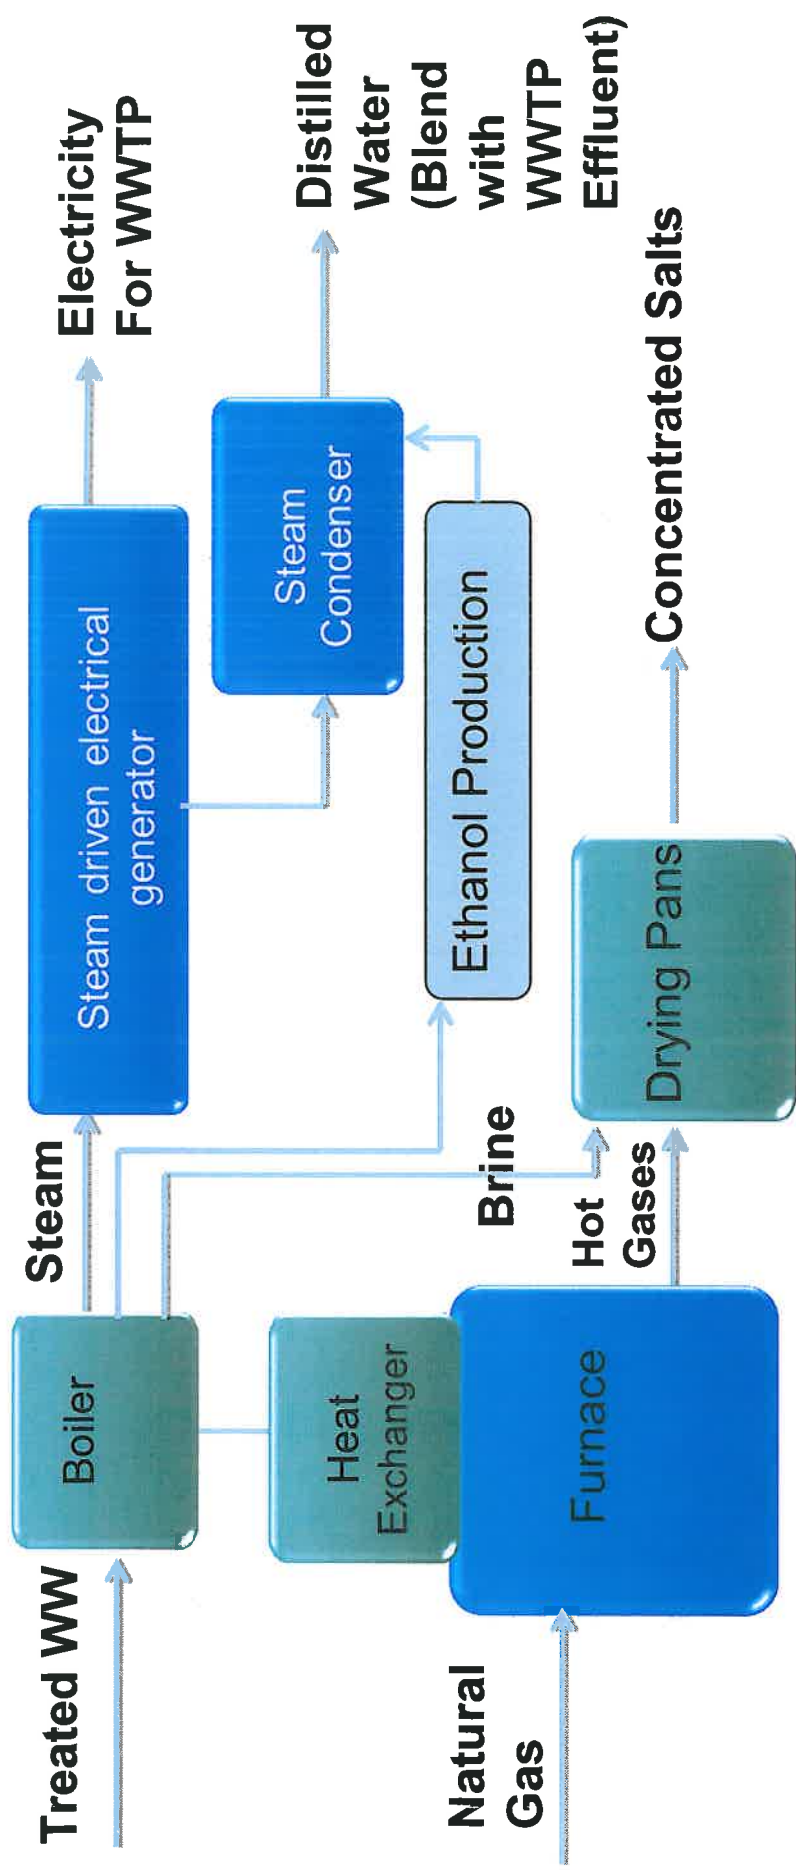 Treated WW
Boiler
Steam
Steam driven electrical
generator
Electricity
For WWTP
Steam
Condenser
Distilled
Water
(Blend
with
WWTP
Effluent)
Heat
Exchanger
Ethanol Production
Natural
Gas
Furnace
Brine
Hot
Gases
Drying Pans
Concentrated Salts